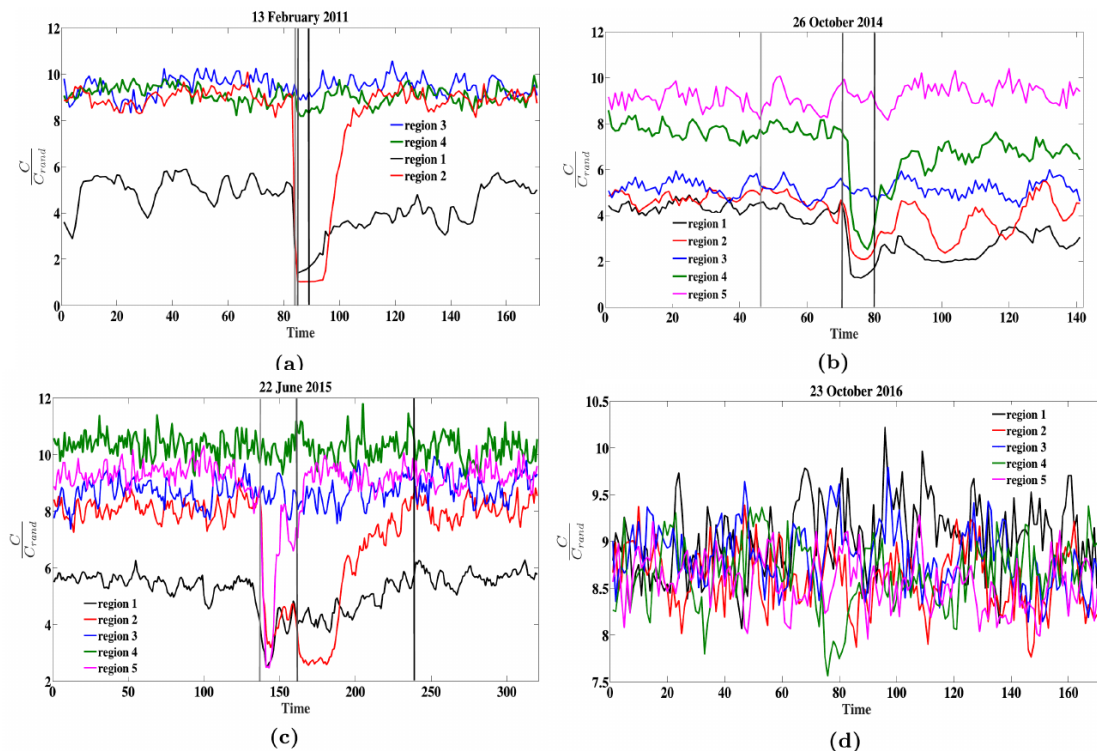 13 February 2011
12
10
8
6
4
2
0
C
C_rand
region 3
region 4
region 1
region 2
0 20 40 60 80 100 120 140 160
Time
(a)
26 October 2014
12
10
8
6
4
2
0
C
C_rand
region 1
region 2
region 3
region 4
region 5
0 20 40 60 80 100 120 140
Time
(b)
22 June 2015
12
10
8
6
4
2
C
C_rand
region 1
region 2
region 3
region 4
region 5
0 50 100 150 200 250 300
Time
(c)
23 October 2016
10.5
10
9.5
9
8.5
8
7.5
C
C_rand
region 1
region 2
region 3
region 4
region 5
0 20 40 60 80 100 120 140 160
Time
(d)